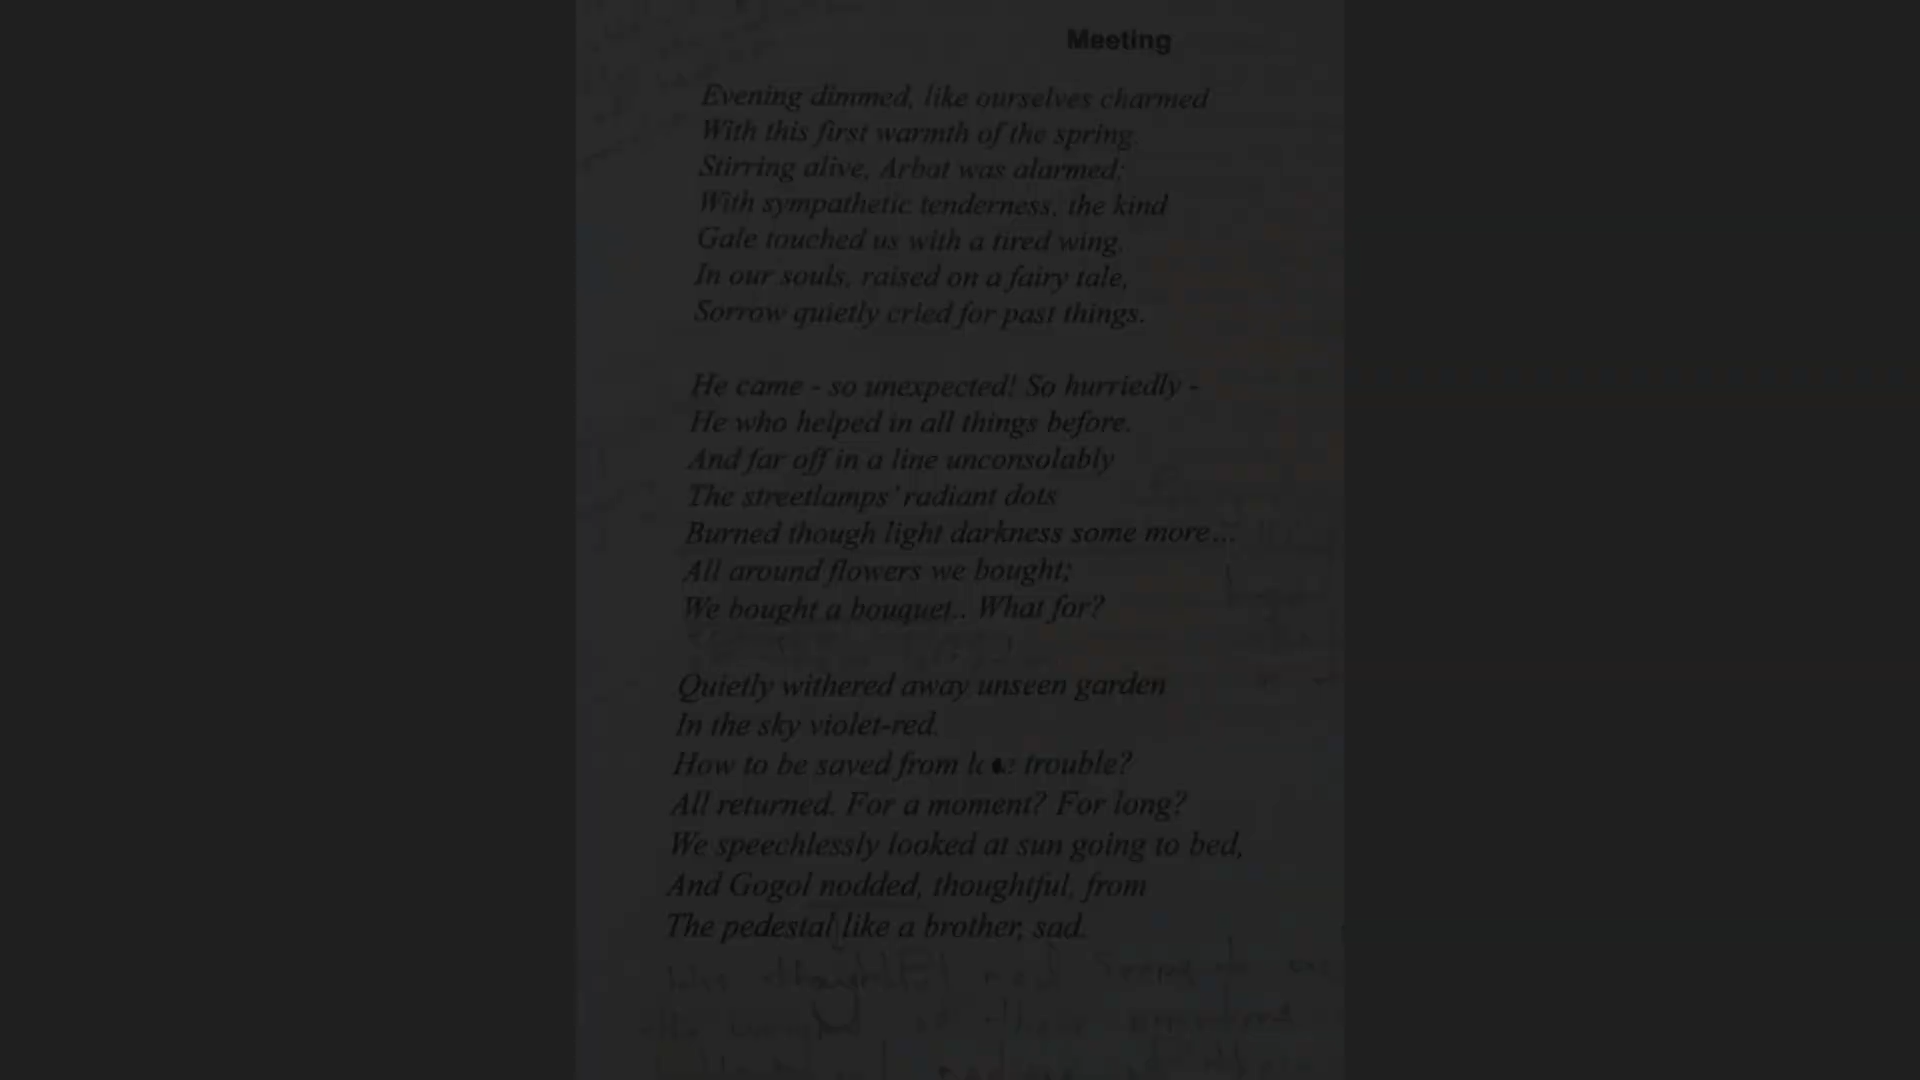 Meeting
Evening dimmed, like ourselves charmed
With this first warmth of the spring.
Stirring alive, Arbat was alarmed;
With sympathetic tenderness, the kind
Gale touched us with a tired wing.
In our souls, raised on a fairy tale,
Sorrow quietly cried for past things.
He came - so unexpected! So hurriedly -
He who helped in all things before.
And far off in a line unconsolably
The streetlamps' radiant dots
Burned though light darkness some more...
All around flowers we bought;
We bought a bouquet.. What for?
Quietly withered away unseen garden
In the sky violet-red.
How to be saved from trouble?
All returned. For a moment? For long?
We speechlessly looked at sun going to bed,
And Gogol nodded, thoughtful, from
The pedestal like a brother, sad.